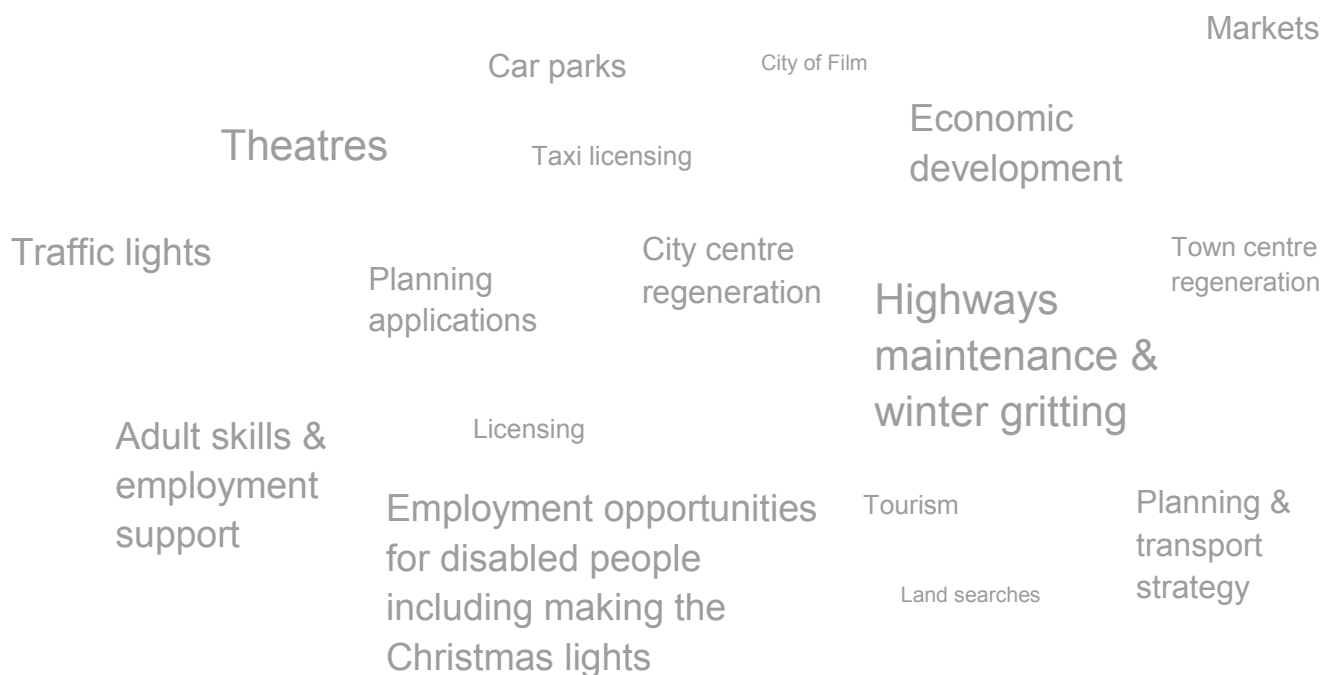 Markets
Car parks
City of Film
Economic
development
Theatres
Taxi licensing
Traffic lights
City centre
regeneration
Town centre
regeneration
Planning
applications
Highways
maintenance &
winter gritting
Adult skills &
employment
support
Licensing
Employment opportunities
for disabled people
including making the
Christmas lights
Tourism
Planning &
transport
strategy
Land searches